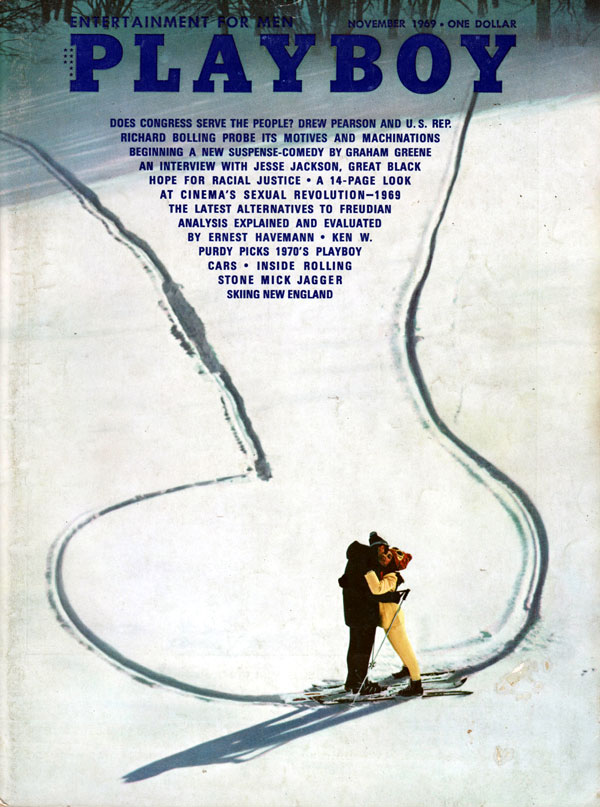 ENTERTAINMENT FOR MEN
NOVEMBER 1969 • ONE DOLLAR
PLAYBOY
DOES CONGRESS SERVE THE PEOPLE? DREW PEARSON AND U. S. REP.
RICHARD BOLLING PROBE ITS MOTIVES AND MACHINATIONS
BEGINNING A NEW SUSPENSE-COMEDY BY GRAHAM GREENE
AN INTERVIEW WITH JESSE JACKSON, GREAT BLACK
HOPE FOR RACIAL JUSTICE • A 14-PAGE LOOK
AT CINEMA'S SEXUAL REVOLUTION—1969
THE LATEST ALTERNATIVES TO FREUDIAN
ANALYSIS EXPLAINED AND EVALUATED
BY ERNEST HAVEMANN • KEN W.
PURDY PICKS 1970'S PLAYBOY
CARS • INSIDE ROLLING
STONE MICK JAGGER
SKIING NEW ENGLAND